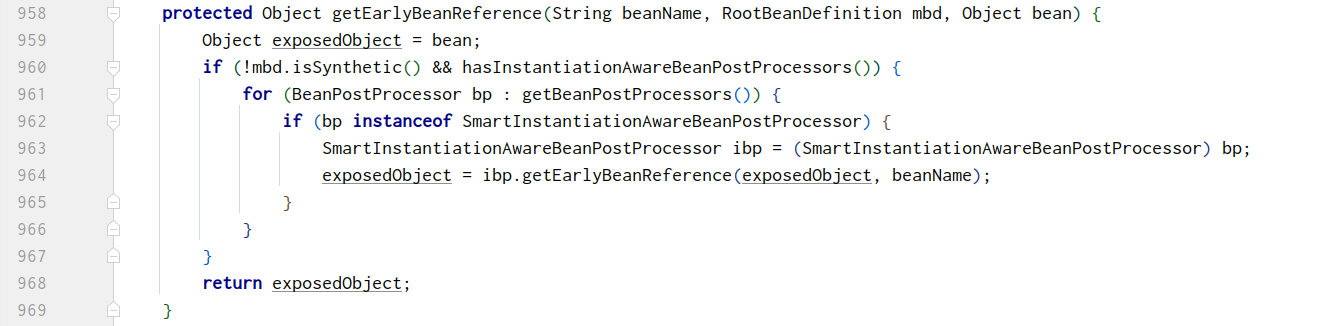 958 protected Object getEarlyBeanReference(String beanName, RootBeanDefinition mbd, Object bean) {
959 Object exposedObject = bean;
960 if (!mbd.isSynthetic() && hasInstantiationAwareBeanPostProcessors()) {
961 for (BeanPostProcessor bp : getBeanPostProcessors()) {
962 if (bp instanceof SmartInstantiationAwareBeanPostProcessor) {
963 SmartInstantiationAwareBeanPostProcessor ibp = (SmartInstantiationAwareBeanPostProcessor) bp;
964 exposedObject = ibp.getEarlyBeanReference(exposedObject, beanName);
965 }
966 }
967 }
968 return exposedObject;
969 }